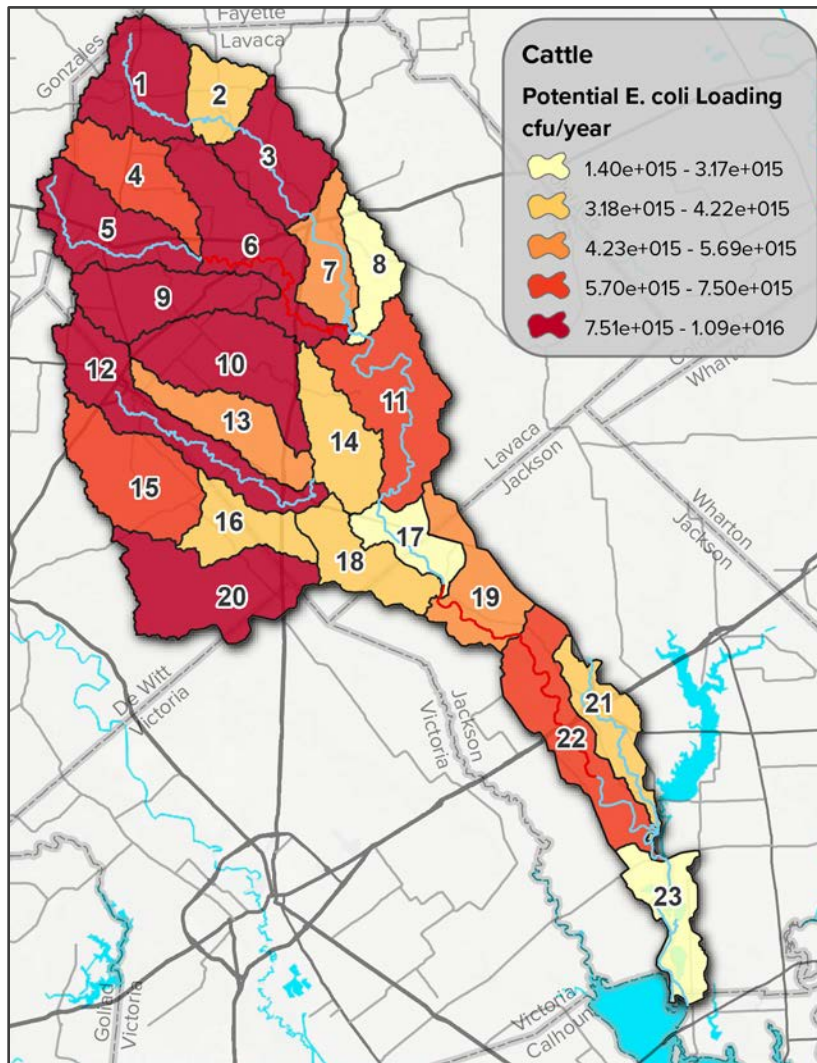 Fayette
Lavaca
Gonzales
Cattle
Potential E. coli Loading
cfu/year
1.40e+015 - 3.17e+015
3.18e+015 - 4.22e+015
4.23e+015 - 5.69e+015
5.70e+015 - 7.50e+015
7.51e+015 - 1.09e+016
Colorado
Wharton
1
2
3
4
5
6
7
8
9
10
11
12
13
14
15
16
17
18
19
20
21
22
23
Lavaca
Jackson
Wharton
Jackson
De Witt
Victoria
Jackson
Victoria
Goliad
Victoria
Victoria
Calhoun